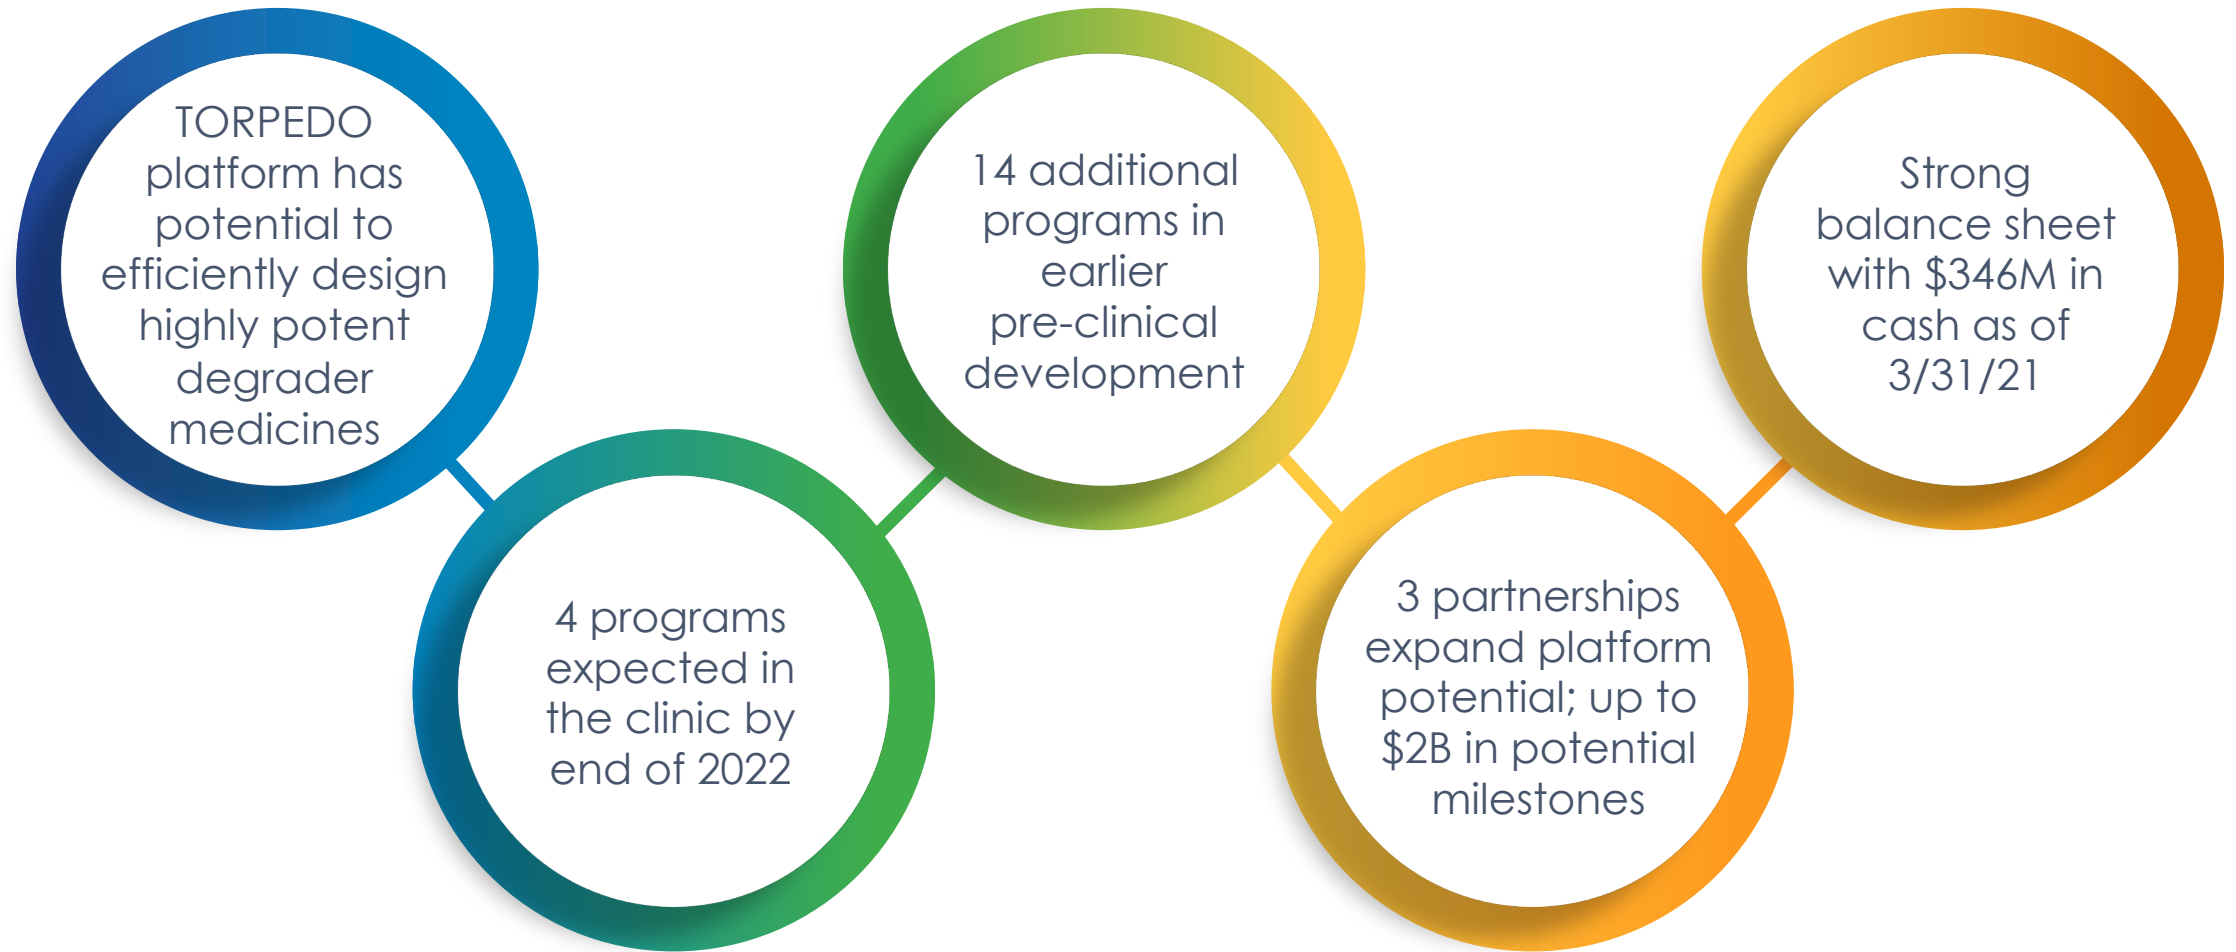 TORPEDO
platform has
potential to
efficiently design
highly potent
degrader
medicines
4 programs
expected in
the clinic by
end of 2022
14 additional
programs in
earlier
pre-clinical
development
3 partnerships
expand platform
potential; up to
$2B in potential
milestones
Strong
balance sheet
with $346M in
cash as of
3/31/21